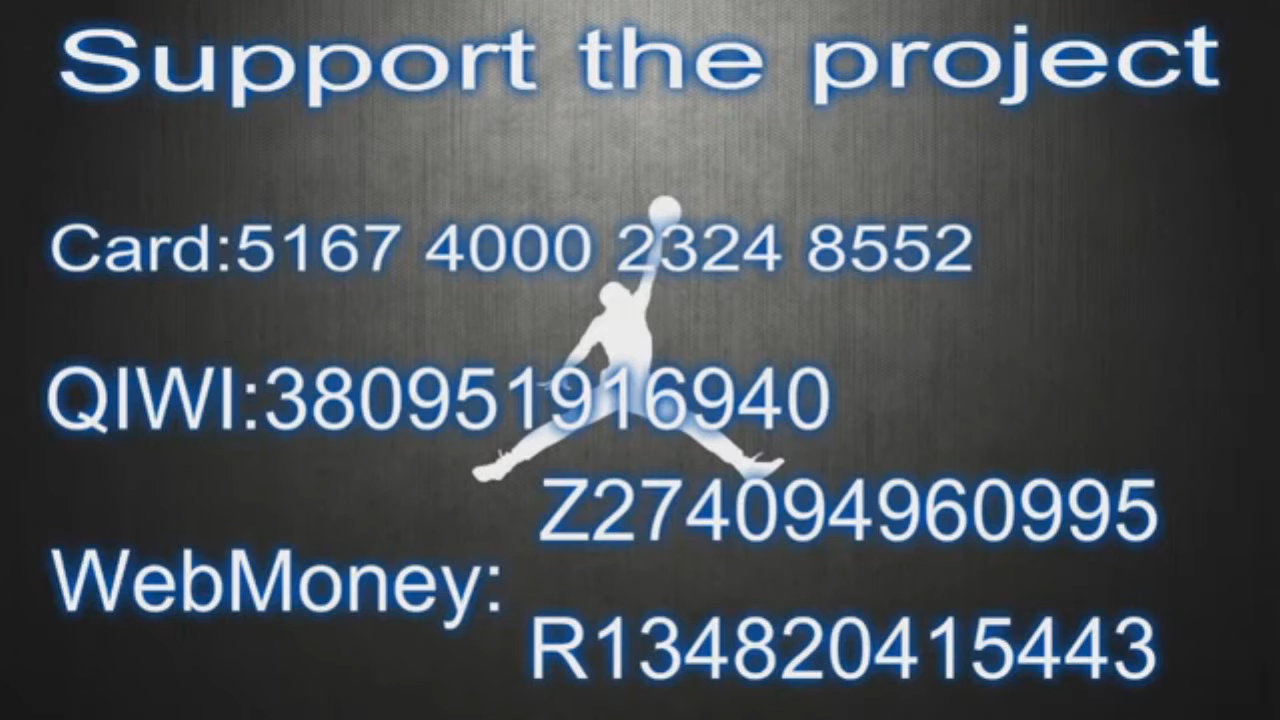 Support the project
Card:5167 4000 2324 8552
QIWI:380951916940
Z274094960995
WebMoney:
R134820415443